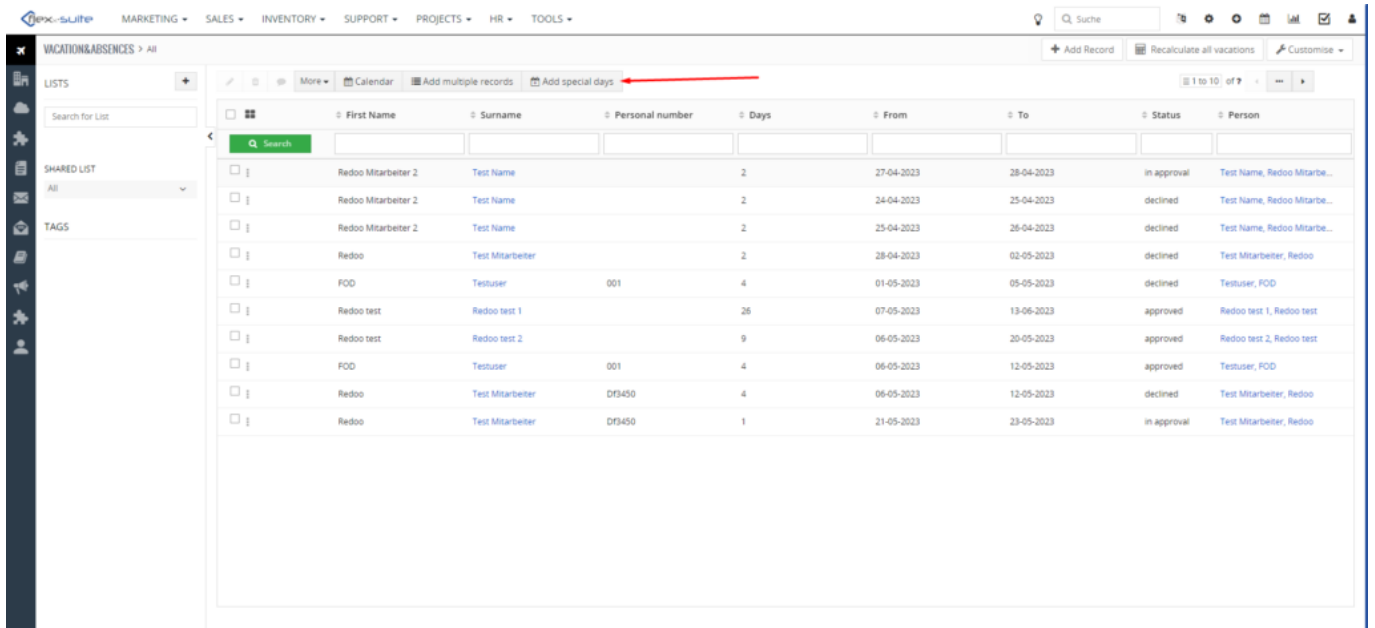 flex-suite MARKETING SALES INVENTORY SUPPORT PROJECTS HR TOOLS Suche
VACATION&ABSENCES > All + Add Record Recalculate all vacations Customise
LISTS + More Calendar Add multiple records Add special days 1 to 10 of ?
Search for List First Name Surname Personal number Days From To Status Person
Search
SHARED LIST Redoo Mitarbeiter 2 Test Name 2 27-04-2023 28-04-2023 in approval Test Name, Redoo Mitarbe...
All Redoo Mitarbeiter 2 Test Name 2 24-04-2023 25-04-2023 declined Test Name, Redoo Mitarbe...
TAGS Redoo Mitarbeiter 2 Test Name 2 25-04-2023 26-04-2023 declined Test Name, Redoo Mitarbe...
Redoo Test Mitarbeiter 2 28-04-2023 02-05-2023 declined Test Mitarbeiter, Redoo
FOD Testuser 001 4 01-05-2023 05-05-2023 declined Testuser, FOD
Redoo test Redoo test 1 26 07-05-2023 13-06-2023 approved Redoo test 1, Redoo test
Redoo test Redoo test 2 9 06-05-2023 20-05-2023 approved Redoo test 2, Redoo test
FOD Testuser 001 4 06-05-2023 12-05-2023 approved Testuser, FOD
Redoo Test Mitarbeiter Df3450 4 06-05-2023 12-05-2023 declined Test Mitarbeiter, Redoo
Redoo Test Mitarbeiter Df3450 1 21-05-2023 23-05-2023 in approval Test Mitarbeiter, Redoo